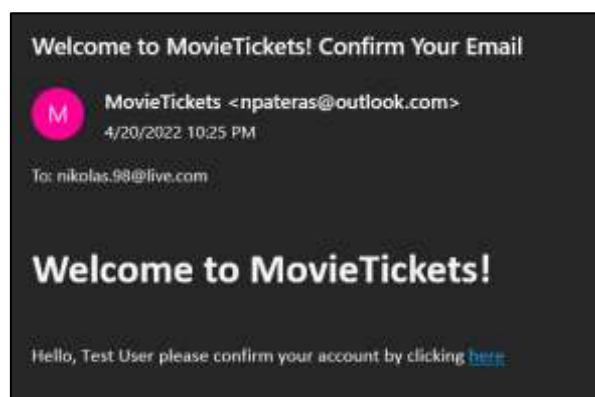 Welcome to MovieTickets! Confirm Your Email
M
MovieTickets <npateras@outlook.com>
4/20/2022 10:25 PM
To: nikolas.98@live.com
Welcome to MovieTickets!
Hello, Test User please confirm your account by clicking here